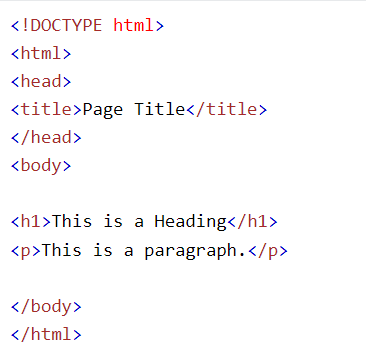 <!DOCTYPE html>
<html>
<head>
<title>Page Title</title>
</head>
<body>
<h1>This is a Heading</h1>
<p>This is a paragraph.</p>
</body>
</html>